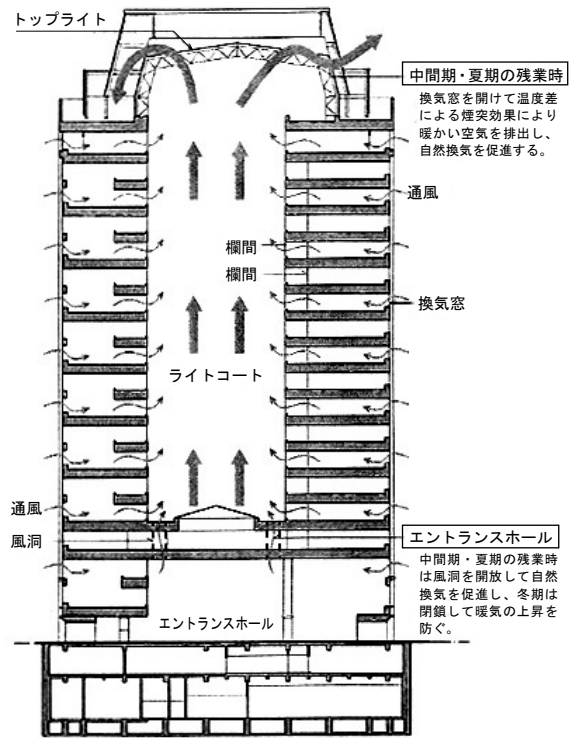 トップライト
中間期・夏期の残業時
換気窓を開けて温度差
による煙突効果により
暖かい空気を排出し、
自然換気を促進する。
通風
欄間
欄間
換気窓
ライトコート
通風
風洞
エントランスホール
中間期・夏期の残業時
は風洞を開放して自然
換気を促進し、冬期は
閉鎖して暖気の上昇を
防ぐ。
エントランスホール